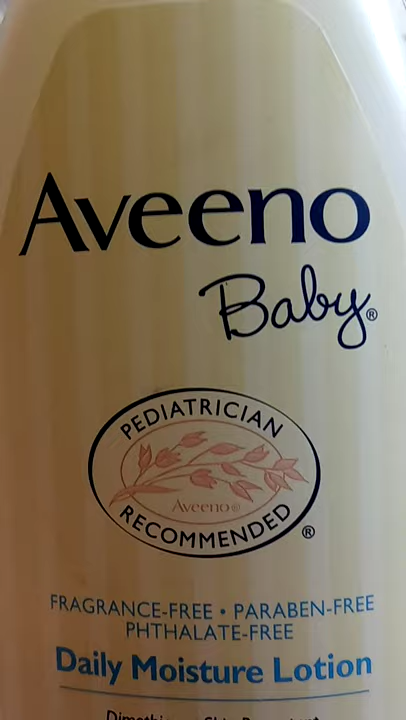 Aveeno
Baby®
PEDIATRICIAN
Aveeno®
RECOMMENDED®
FRAGRANCE-FREE • PARABEN-FREE
PHTHALATE-FREE
Daily Moisture Lotion